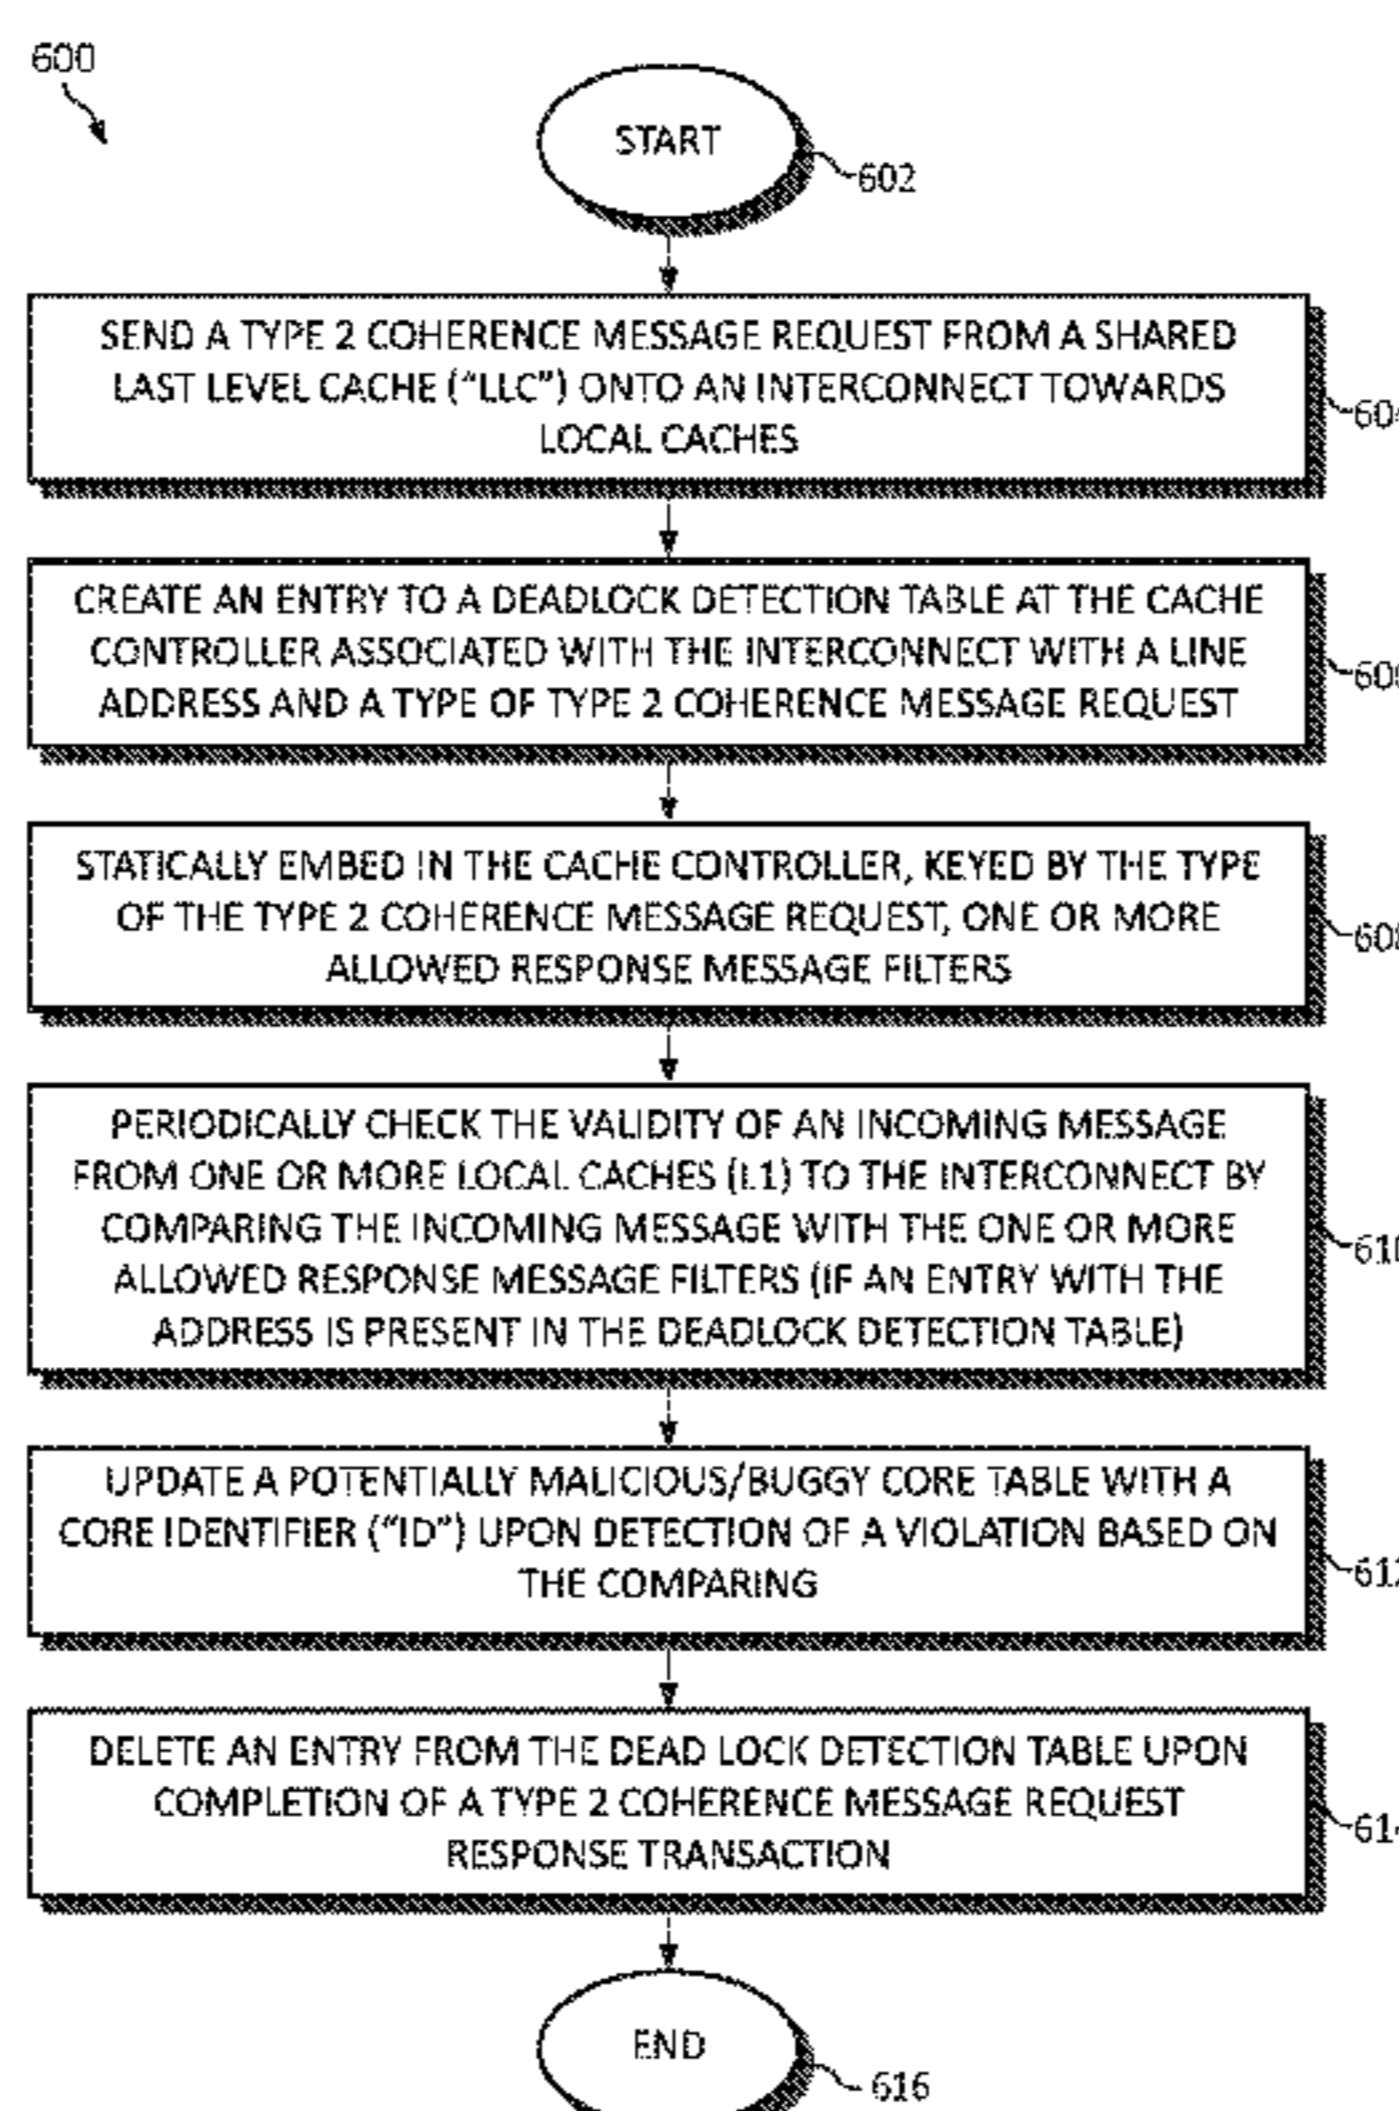 600
START
602
SEND A TYPE 2 COHERENCE MESSAGE REQUEST FROM A SHARED
LAST LEVEL CACHE (“LLC”) ONTO AN INTERCONNECT TOWARDS
LOCAL CACHES
CREATE AN ENTRY TO A DEADLOCK DETECTION TABLE AT THE CACHE
CONTROLLER ASSOCIATED WITH THE INTERCONNECT WITH A LINE
ADDRESS AND A TYPE OF TYPE 2 COHERENCE MESSAGE REQUEST
STATICALLY EMBED IN THE CACHE CONTROLLER, KEYED BY THE TYPE
OF THE TYPE 2 COHERENCE MESSAGE REQUEST, ONE OR MORE
ALLOWED RESPONSE MESSAGE FILTERS
PERIODICALLY CHECK THE VALIDITY OF AN INCOMING MESSAGE
FROM ONE OR MORE LOCAL CACHES (L1) TO THE INTERCONNECT BY
COMPARING THE INCOMING MESSAGE WITH THE ONE OR MORE
ALLOWED RESPONSE MESSAGE FILTERS (IF AN ENTRY WITH THE
ADDRESS IS PRESENT IN THE DEADLOCK DETECTION TABLE)
UPDATE A POTENTIALLY MALICIOUS/BUGGY CORE TABLE WITH A
CORE IDENTIFIER (“ID”) UPON DETECTION OF A VIOLATION BASED ON
THE COMPARING
DELETE AN ENTRY FROM THE DEAD LOCK DETECTION TABLE UPON
COMPLETION OF A TYPE 2 COHERENCE MESSAGE REQUEST
RESPONSE TRANSACTION
END
616